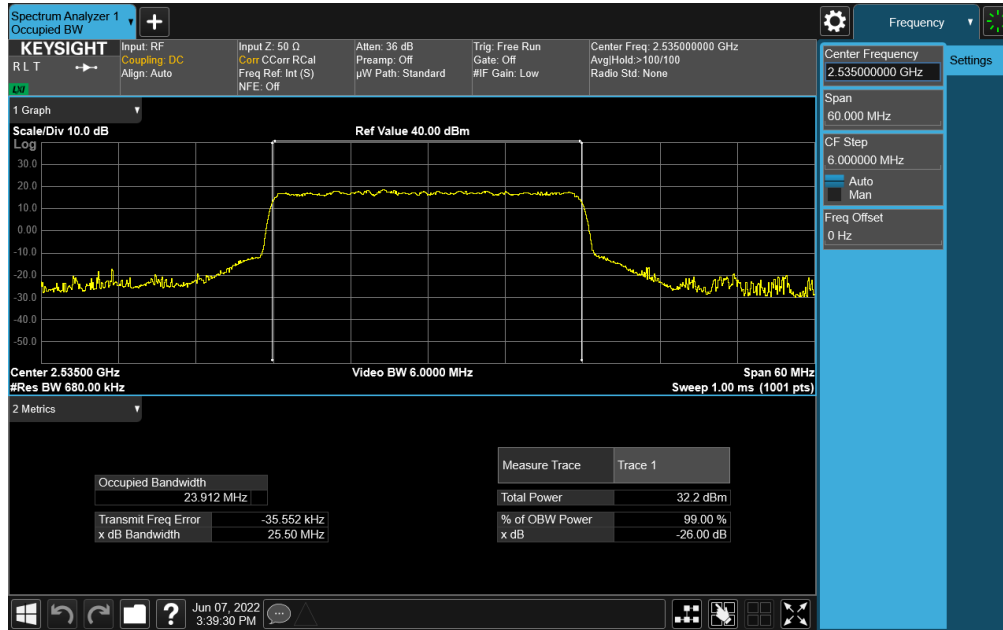 Spectrum Analyzer 1
Occupied BW
Frequency
KEYSIGHT
R L T
LXI
Input: RF
Coupling: DC
Align: Auto
Input Z: 50 Ω
Corr CCorr RCal
Freq Ref: Int (S)
NFE: Off
Atten: 36 dB
Preamp: Off
µW Path: Standard
Trig: Free Run
Gate: Off
#IF Gain: Low
Center Freq: 2.535000000 GHz
Avg|Hold:>100/100
Radio Std: None
Center Frequency
2.535000000 GHz
Settings
Span
60.000 MHz
CF Step
6.000000 MHz
Auto
Man
Freq Offset
0 Hz
1 Graph
Scale/Div 10.0 dB
Ref Value 40.00 dBm
Log
30.0
20.0
10.0
0.00
-10.0
-20.0
-30.0
-40.0
-50.0
Center 2.53500 GHz
Video BW 6.0000 MHz
Span 60 MHz
#Res BW 680.00 kHz
Sweep 1.00 ms (1001 pts)
2 Metrics
Measure Trace Trace 1
Occupied Bandwidth
23.912 MHz
Total Power 32.2 dBm
Transmit Freq Error -35.552 kHz
% of OBW Power 99.00 %
x dB Bandwidth 25.50 MHz
x dB -26.00 dB
Jun 07, 2022
3:39:30 PM